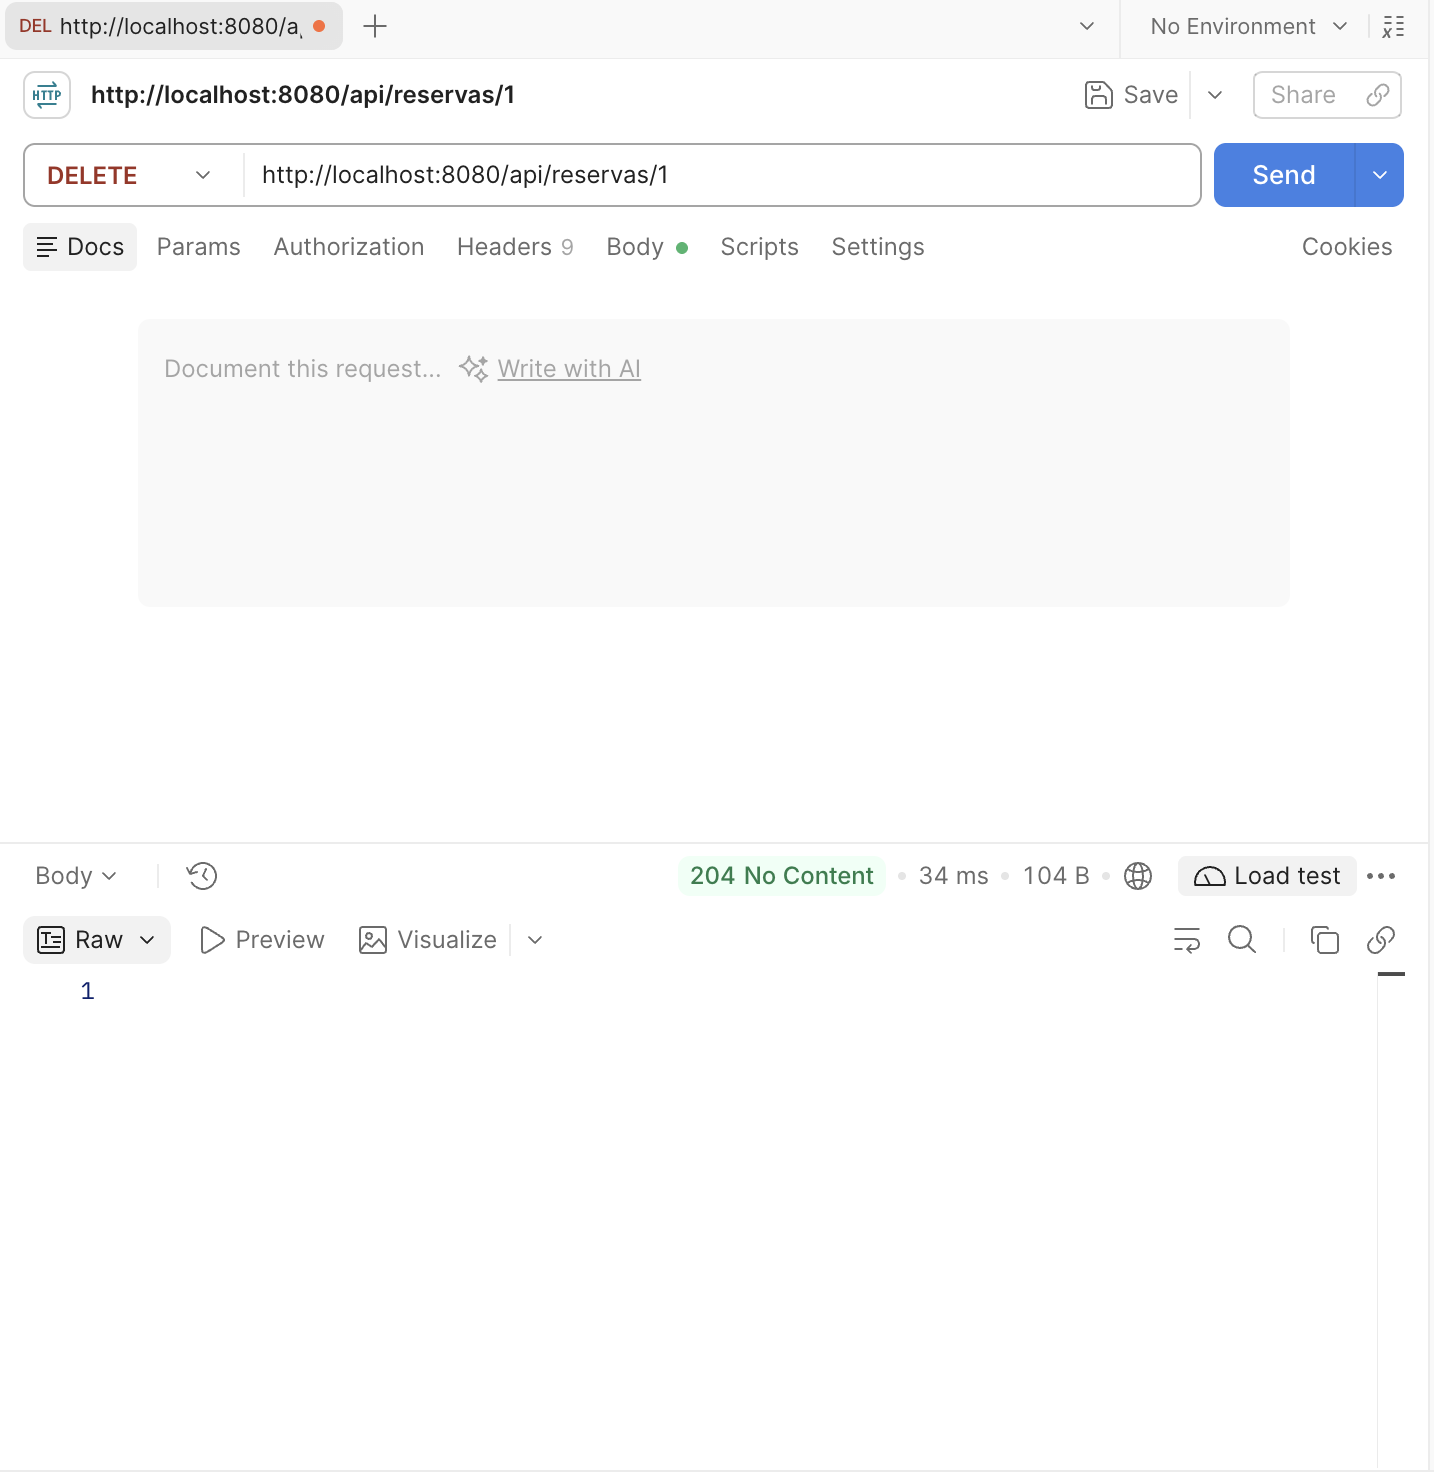 DEL http://localhost:8080/a
No Environment
HTTP http://localhost:8080/api/reservas/1
Save
Share
DELETE
http://localhost:8080/api/reservas/1
Send
Docs
Params
Authorization
Headers 9
Body
Scripts
Settings
Cookies
Document this request... Write with AI
Body
204 No Content
34 ms
104 B
Load test
Raw
Preview
Visualize
1